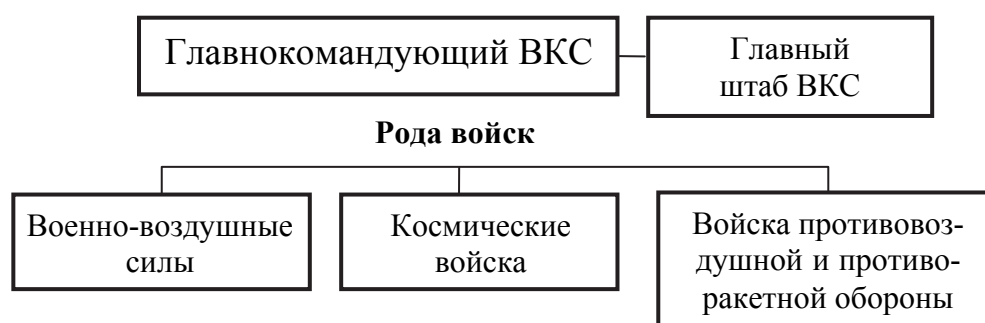 Главнокомандующий ВКС
Главный
штаб ВКС
Рода войск
Военно-воздушные
силы
Космические
войска
Войска противовоз-
душной и противо-
ракетной обороны